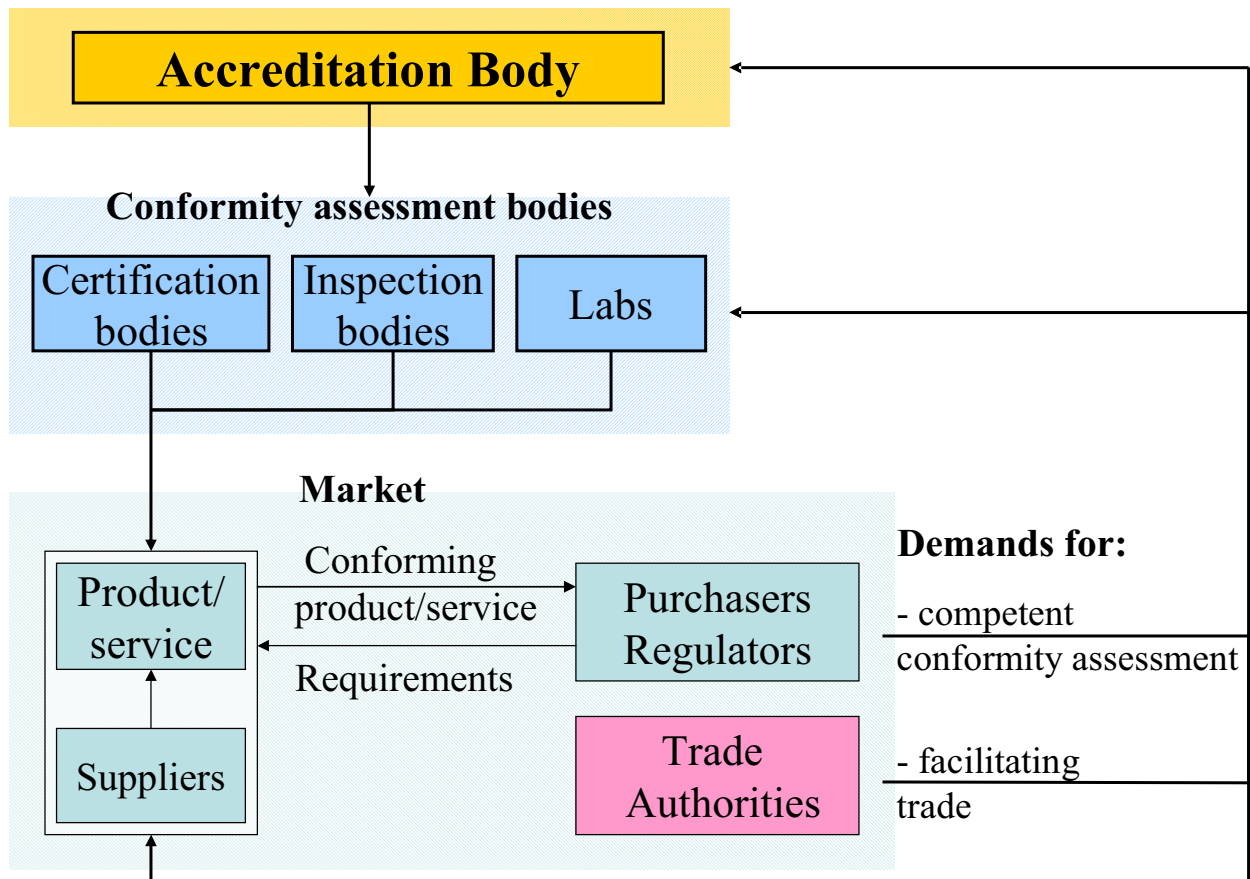 Accreditation Body
Conformity assessment bodies
Certification
bodies
Inspection
bodies
Labs
Market
Product/
service
Suppliers
Conforming
product/service
Requirements
Purchasers
Regulators
Trade
Authorities
Demands for:
- competent
conformity assessment
- facilitating
trade